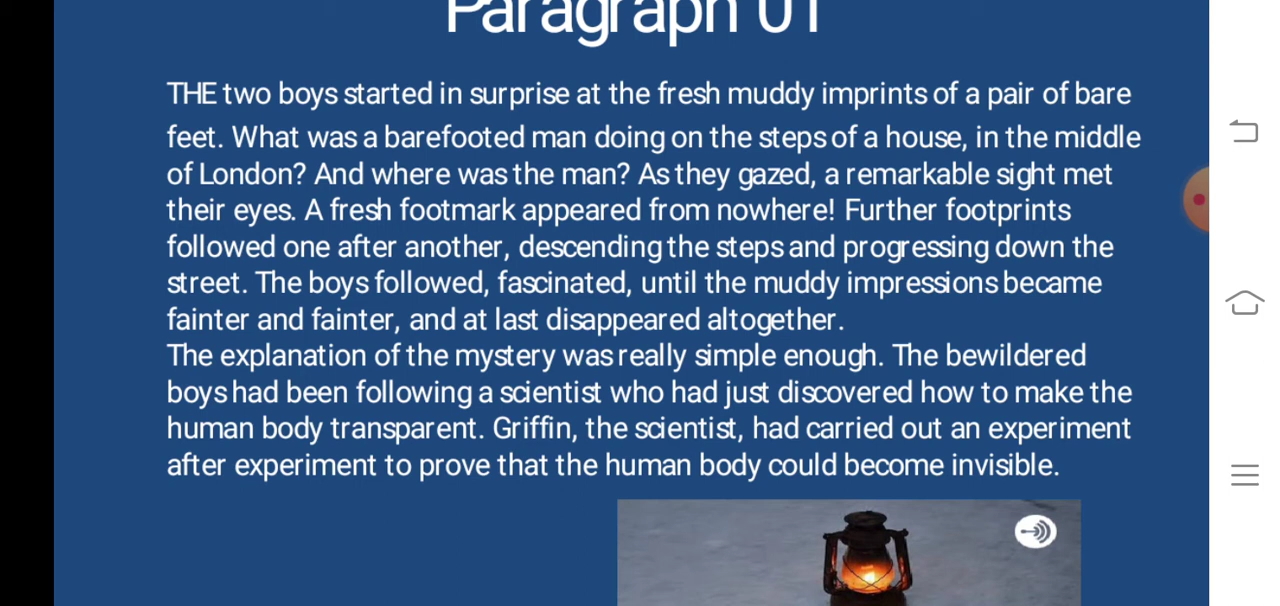 Paragraph 01
THE two boys started in surprise at the fresh muddy imprints of a pair of bare
feet. What was a barefooted man doing on the steps of a house, in the middle
of London? And where was the man? As they gazed, a remarkable sight met
their eyes. A fresh footmark appeared from nowhere! Further footprints
followed one after another, descending the steps and progressing down the
street. The boys followed, fascinated, until the muddy impressions became
fainter and fainter, and at last disappeared altogether.
The explanation of the mystery was really simple enough. The bewildered
boys had been following a scientist who had just discovered how to make the
human body transparent. Griffin, the scientist, had carried out an experiment
after experiment to prove that the human body could become invisible.